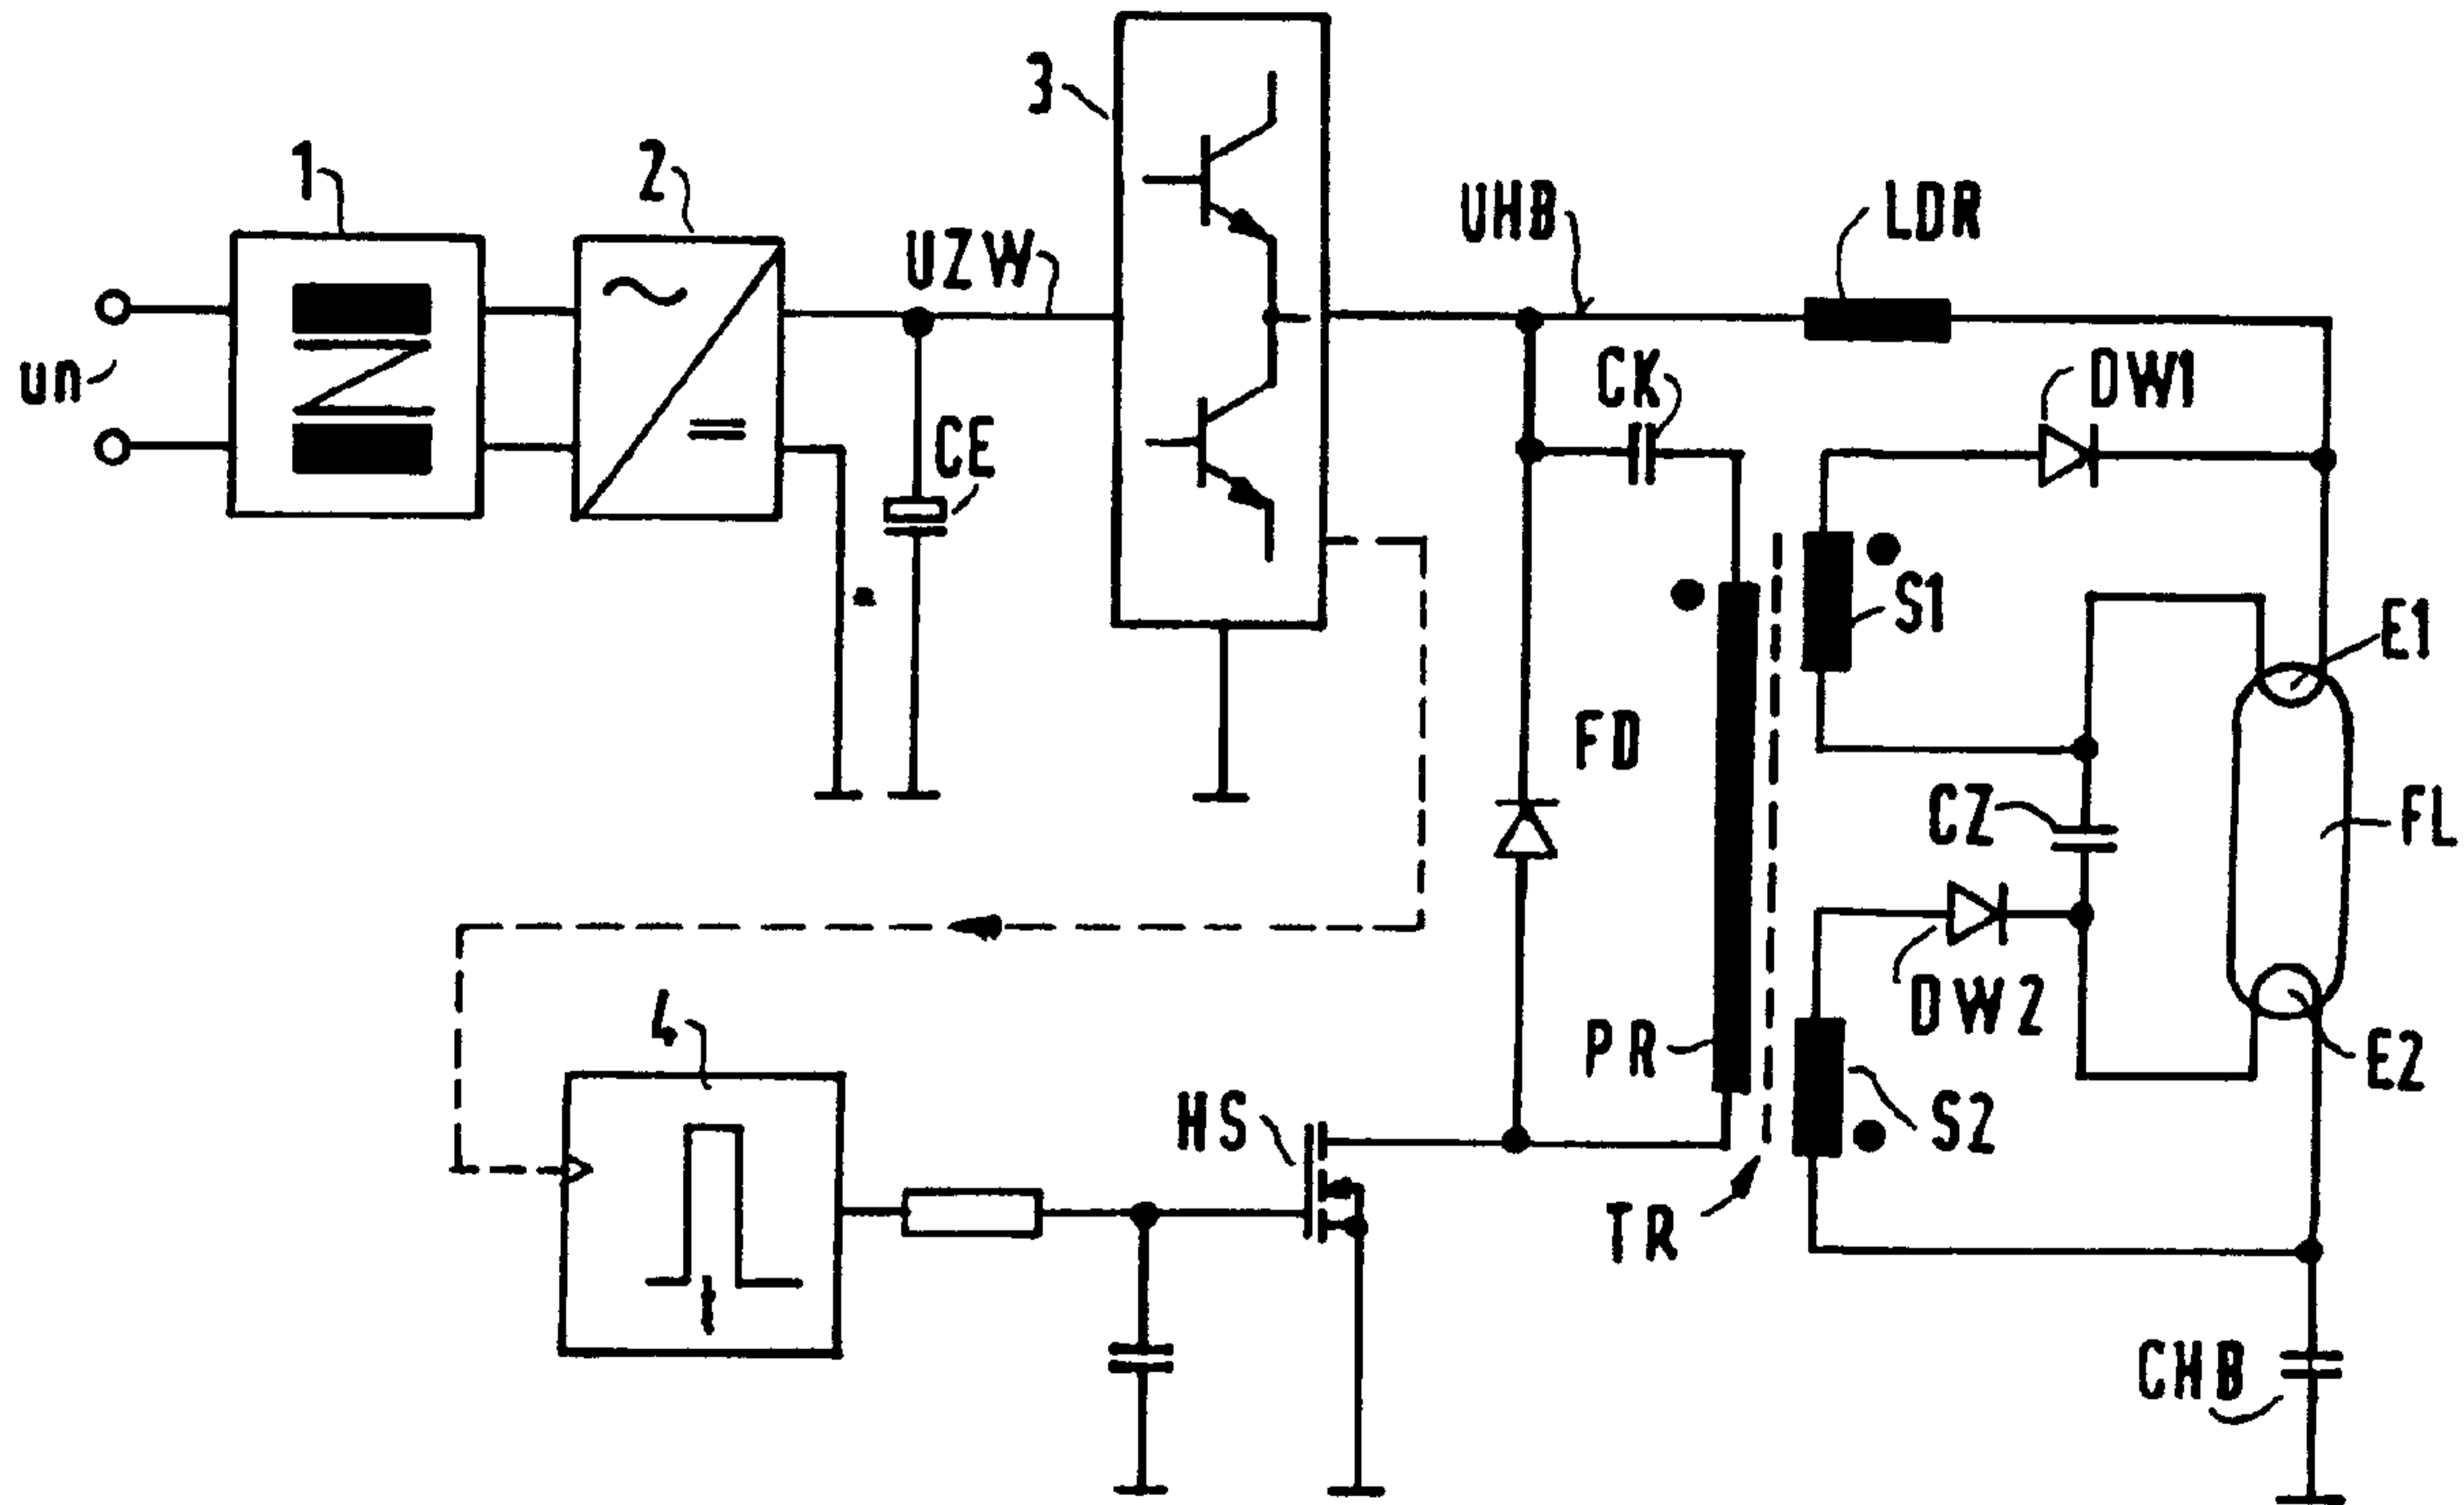 3
1
2
UZW
UHB
LDR
un
CE
CK
DW1
S1
E1
FD
CZ
FL
DW2
4
PR
HS
S2
E2
TR
CHB